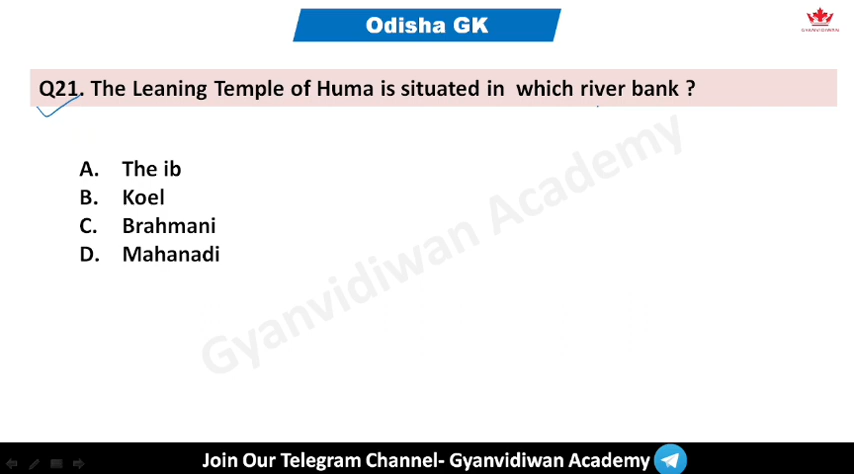 Odisha GK
GYANVIDIWAN
Q21. The Leaning Temple of Huma is situated in which river bank ?
A. The ib
B. Koel
C. Brahmani
D. Mahanadi
Gyanvidiwan Academy
Join Our Telegram Channel- Gyanvidiwan Academy